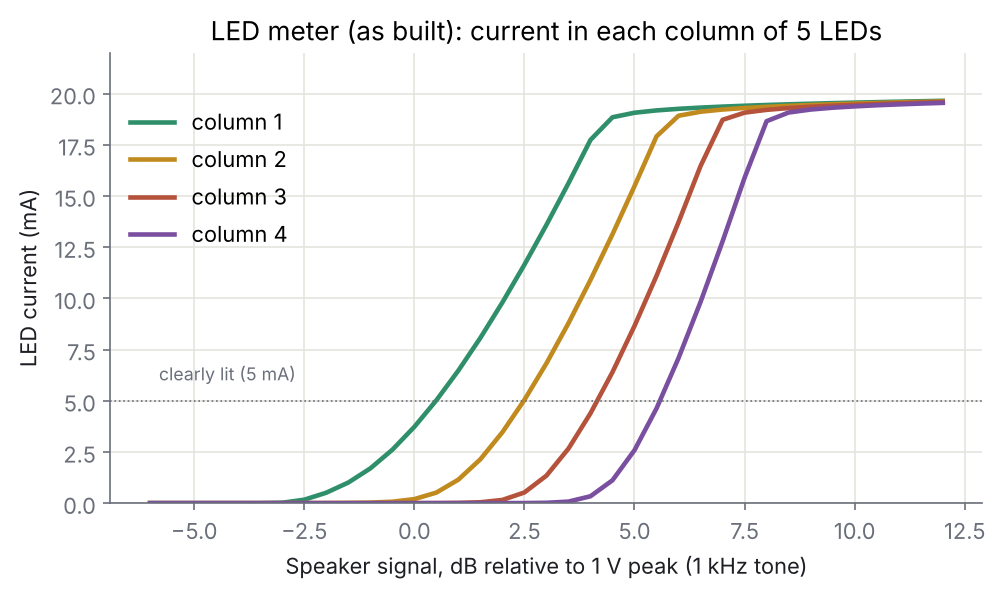 LED meter (as built): current in each column of 5 LEDs
20.0
17.5
15.0
12.5
10.0
7.5
5.0
2.5
0.0
LED current (mA)
column 1
column 2
column 3
column 4
clearly lit (5 mA)
−5.0
−2.5
0.0
2.5
5.0
7.5
10.0
12.5
Speaker signal, dB relative to 1 V peak (1 kHz tone)